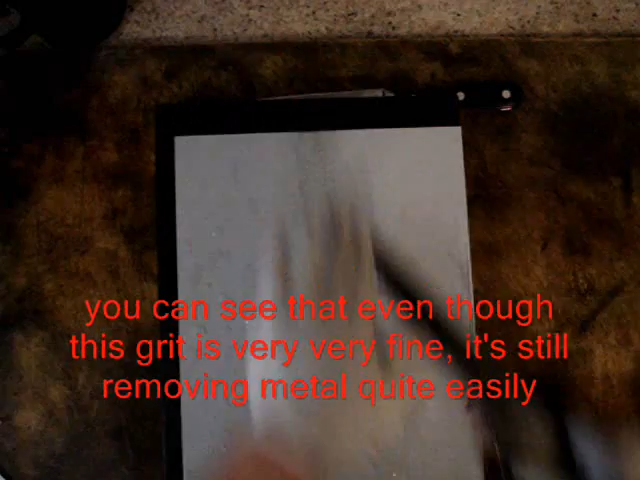 you can see that even though
this grit is very very fine, it's still
removing metal quite easily